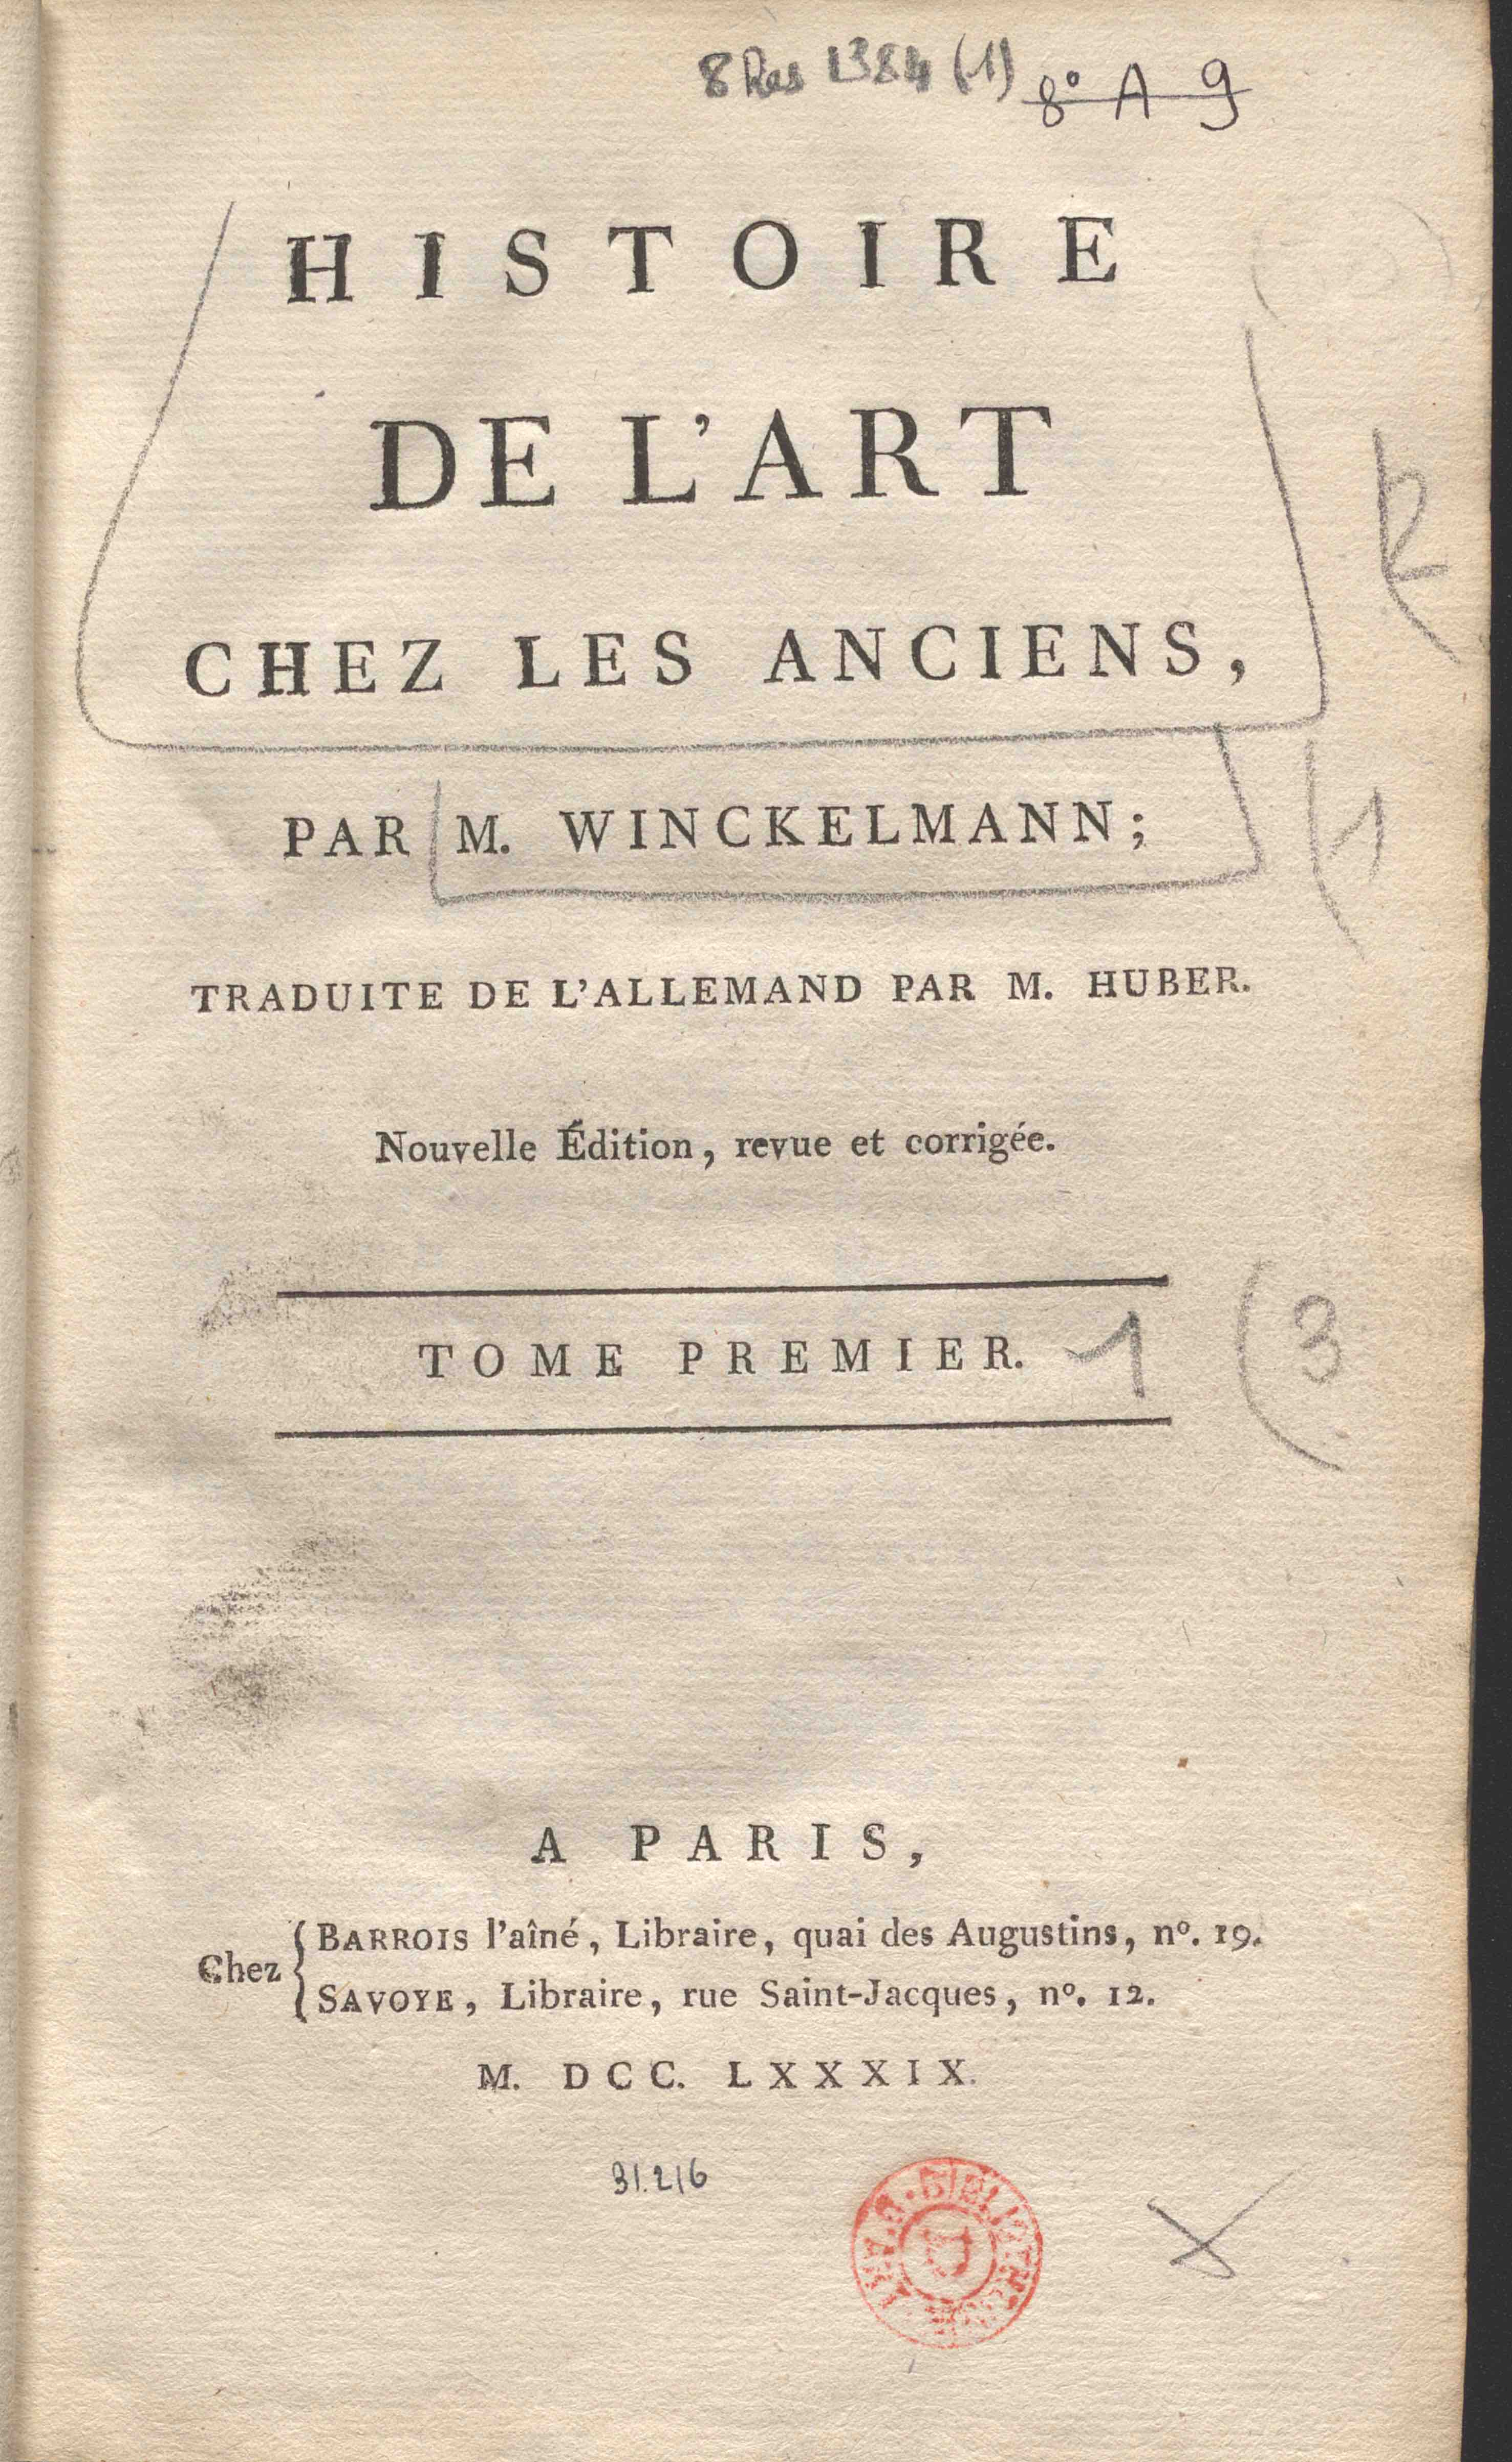 8 Res 1384 (1) 8° A 9
HISTOIRE
DE L'ART
CHEZ LES ANCIENS,
PAR M. WINCKELMANN;
TRADUITE DE L'ALLEMAND PAR M. HUBER.
Nouvelle Édition, revue et corrigée.
TOME PREMIER. 1 (3
A PARIS,
Chez { BARROIS l'aîné, Libraire, quai des Augustins, n°. 19.
SAVOYE, Libraire, rue Saint-Jacques, n°. 12.
M. DCC. LXXXIX.
31.216